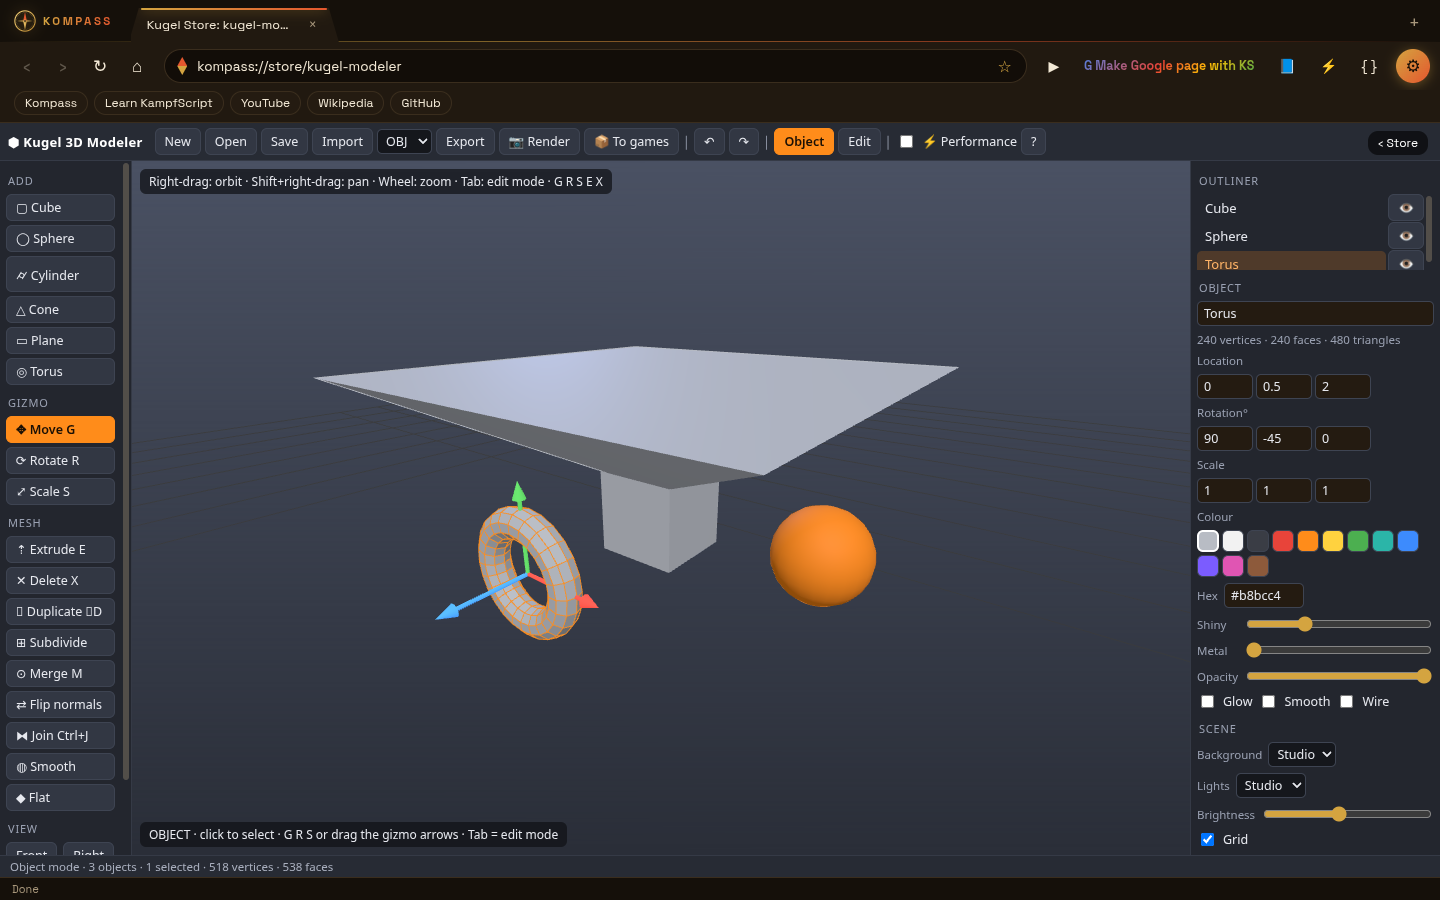 KOMPASS
Kugel Store: kugel-mo... ×
+
kompass://store/kugel-modeler
G Make Google page with KS
{}
Kompass
Learn KampfScript
YouTube
Wikipedia
GitHub
Kugel 3D Modeler
New
Open
Save
Import
OBJ
Export
Render
To games
Object
Edit
Performance
?
< Store
ADD
Cube
Sphere
Cylinder
Cone
Plane
Torus
GIZMO
Move G
Rotate R
Scale S
MESH
Extrude E
Delete X
Duplicate D
Subdivide
Merge M
Flip normals
Join Ctrl+J
Smooth
Flat
VIEW
Front
Right
Right-drag: orbit · Shift+right-drag: pan · Wheel: zoom · Tab: edit mode · G R S E X
OBJECT · click to select · G R S or drag the gizmo arrows · Tab = edit mode
OUTLINER
Cube
Sphere
Torus
OBJECT
Torus
240 vertices · 240 faces · 480 triangles
Location
0 0.5 2
Rotation°
90 -45 0
Scale
1 1 1
Colour
Hex #b8bcc4
Shiny
Metal
Opacity
Glow Smooth Wire
SCENE
Background Studio
Lights Studio
Brightness
Grid
Object mode · 3 objects · 1 selected · 518 vertices · 538 faces
Done